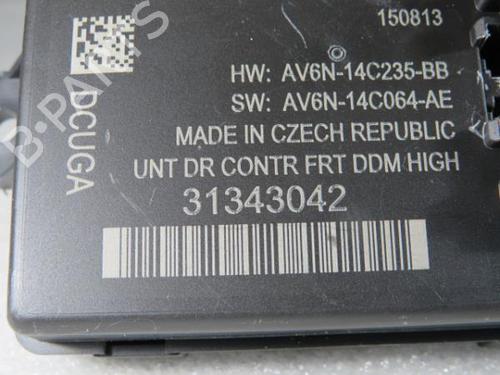 150813
HW: AV6N-14C235-BB
SW: AV6N-14C064-AE
MADE IN CZECH REPUBLIC
UNT DR CONTR FRT DDM HIGH
31343042
DCUGA
B-PARTS